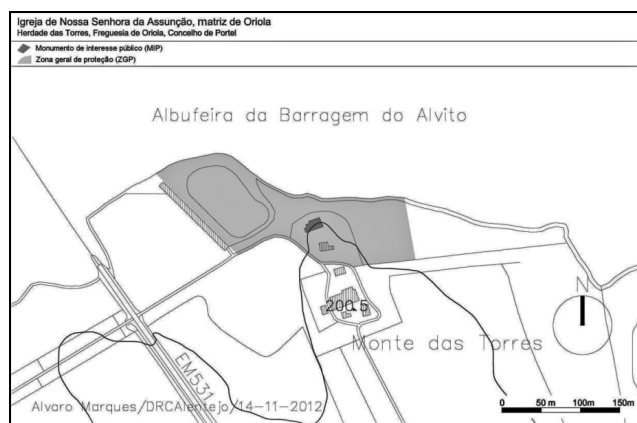 Igreja de Nossa Senhora da Assunção, matriz de Oriola
Herdade das Torres, Freguesia de Oriola, Concelho de Portel
Monumento de interesse público (MIP)
Zona geral de proteção (ZGP)
Albufeira da Barragem do Alvito
200.5
N
Monte das Torres
EM531
Alvaro Marques/DRCAlentejo/14-11-2012
0 50 m 100m 150m